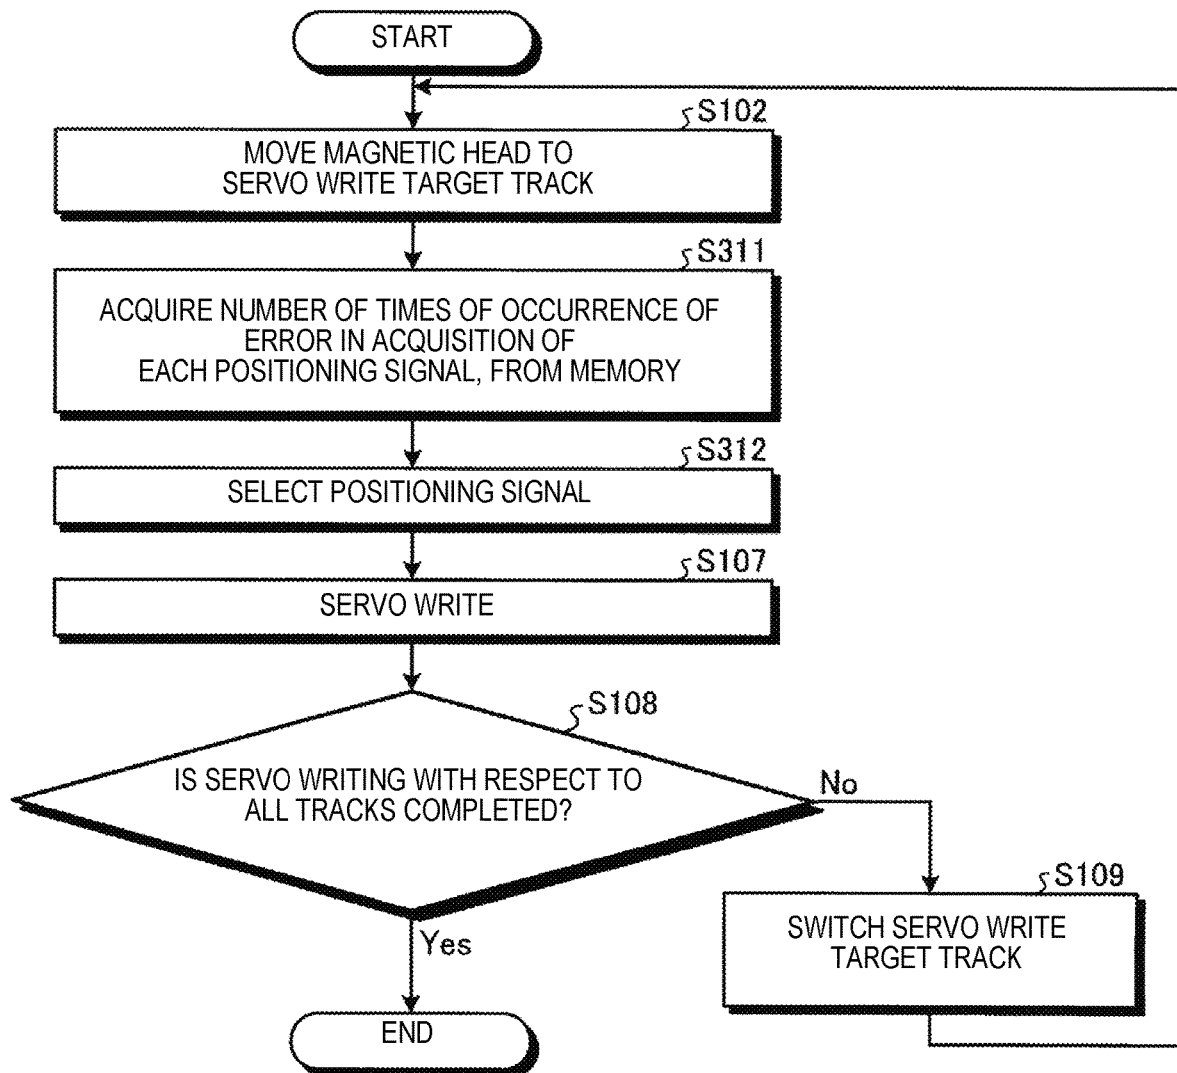 START
S102
MOVE MAGNETIC HEAD TO
SERVO WRITE TARGET TRACK
S311
ACQUIRE NUMBER OF TIMES OF OCCURRENCE OF
ERROR IN ACQUISITION OF
EACH POSITIONING SIGNAL, FROM MEMORY
S312
SELECT POSITIONING SIGNAL
S107
SERVO WRITE
S108
IS SERVO WRITING WITH RESPECT TO
ALL TRACKS COMPLETED?
No
S109
SWITCH SERVO WRITE
TARGET TRACK
Yes
END